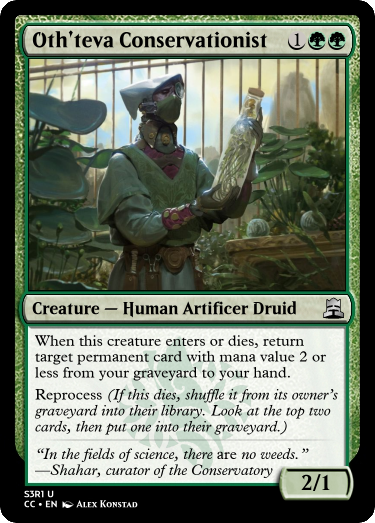 Oth'teva Conservationist 1
Creature — Human Artificer Druid
When this creature enters or dies, return
target permanent card with mana value 2 or
less from your graveyard to your hand.
Reprocess (If this dies, shuffle it from its owner's
graveyard into their library. Look at the top two
cards, then put one into their graveyard.)
"In the fields of science, there are no weeds."
—Shahar, curator of the Conservatory
2/1
S3R1 U
CC • EN Alex Konstad